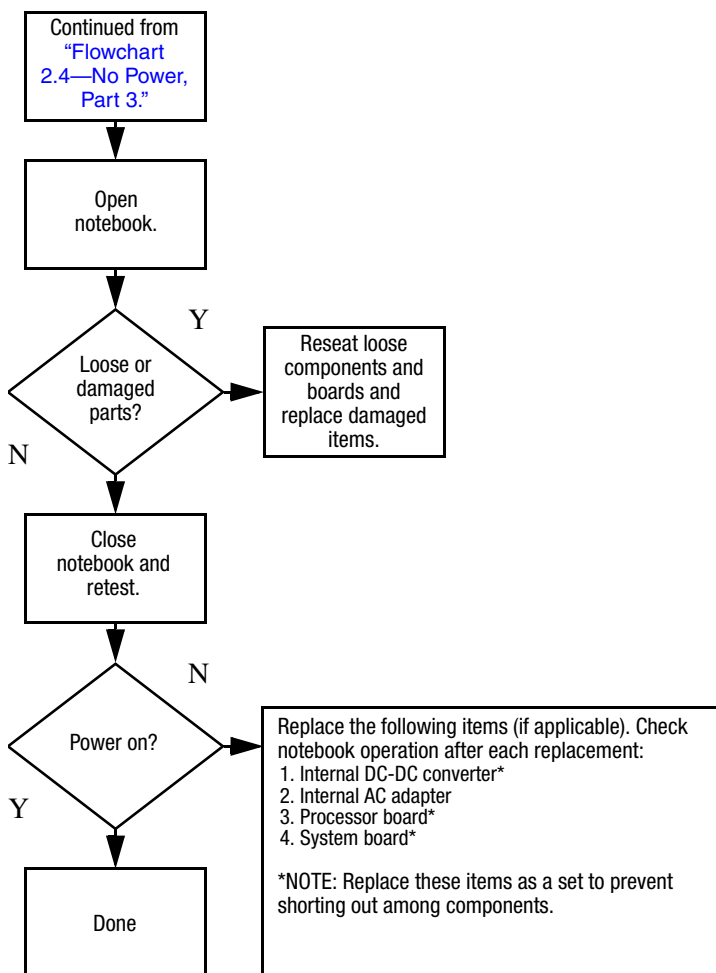 Continued from
“Flowchart
2.4—No Power,
Part 3.”
Open
notebook.
Y
Loose or
damaged
parts?
Reseat loose
components
and boards and
replace damaged
items.
N
Close
notebook and
retest.
N
Power on?
Replace the following items (if applicable). Check
notebook operation after each replacement:
1. Internal DC-DC converter*
2. Internal AC adapter
3. Processor board*
4. System board*
*NOTE: Replace these items as a set to prevent
shorting out among components.
Y
Done